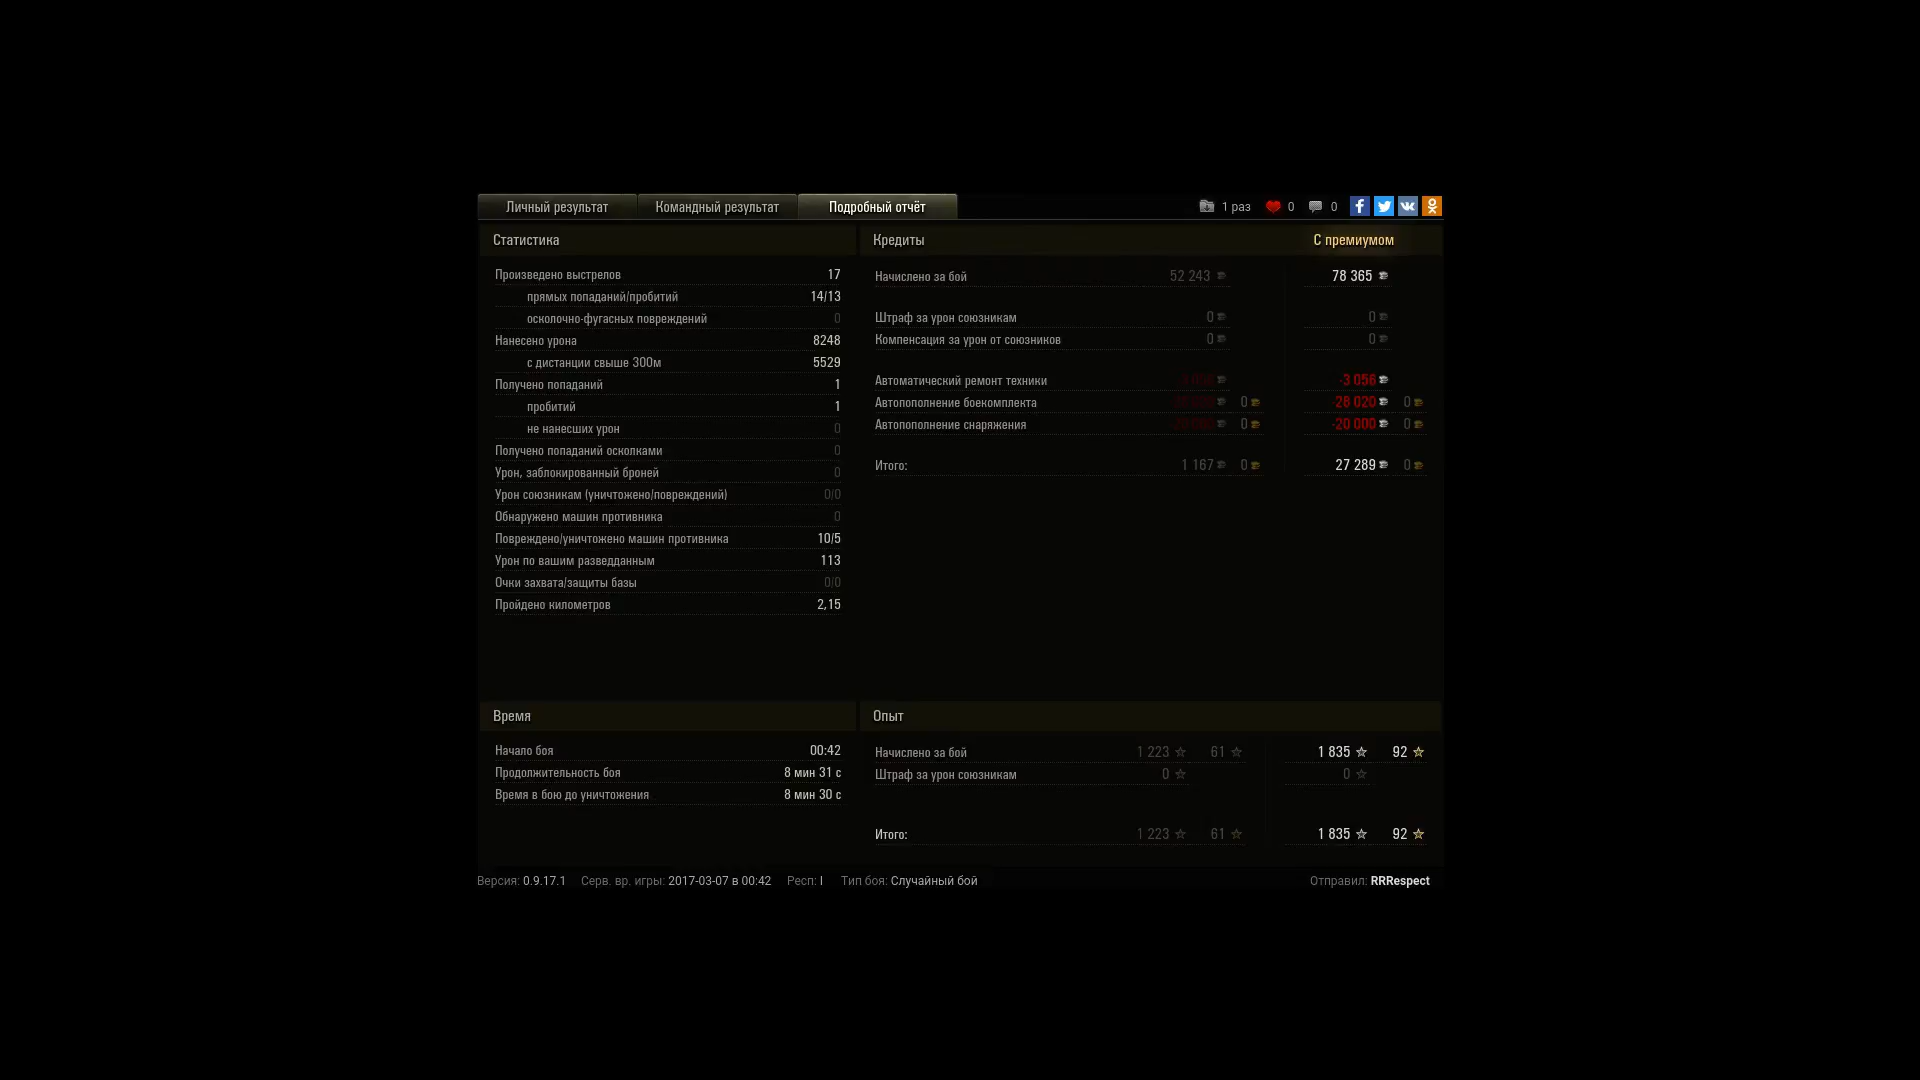 Личный результат Командный результат Подробный отчёт 1 раз 0 0
Статистика
Произведено выстрелов 17
прямых попаданий/пробитий 14/13
осколочно-фугасных повреждений 0
Нанесено урона 8248
с дистанции свыше 300м 5529
Получено попаданий 1
пробитий 1
не нанесших урон 0
Получено попаданий осколками 0
Урон, заблокированный броней 0
Урон союзникам (уничтожено/повреждений) 0/0
Обнаружено машин противника 0
Повреждено/уничтожено машин противника 10/5
Урон по вашим разведданным 113
Очки захвата/защиты базы 0/0
Пройдено километров 2,15
Кредиты С премиумом
Начислено за бой 52 243 78 365
Штраф за урон союзникам 0 0
Компенсация за урон от союзников 0 0
Автоматический ремонт техники -3 056
Автопополнение боекомплекта 0 -28 020 0
Автопополнение снаряжения 0 -20 000 0
Итого: 1 167 0 27 289 0
Время
Начало боя 00:42
Продолжительность боя 8 мин 31 с
Время в бою до уничтожения 8 мин 30 с
Опыт
Начислено за бой 1 223 61 1 835 92
Штраф за урон союзникам 0 0
Итого: 1 223 61 1 835 92
Версия: 0.9.17.1 Серв. вр. игры: 2017-03-07 в 00:42 Респ: I Тип боя: Случайный бой Отправил: RRRespect